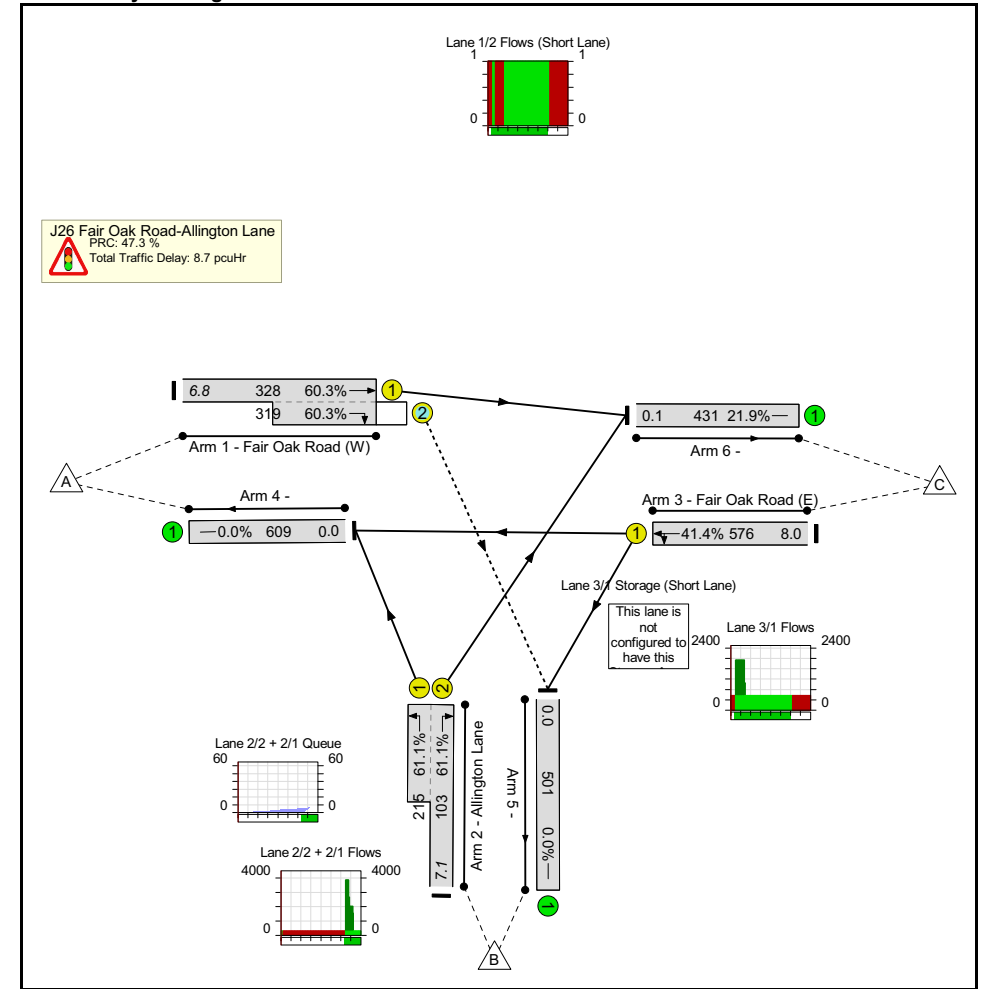 Lane 1/2 Flows (Short Lane)
1 1
0 0
J26 Fair Oak Road-Allington Lane
PRC: 47.3 %
Total Traffic Delay: 8.7 pcuHr
6.8 328 60.3%
1
319 60.3%
2
Arm 1 - Fair Oak Road (W)
0.1 431 21.9%
1
Arm 6 -
A
C
Arm 4 -
1
0.0% 609 0.0
Arm 3 - Fair Oak Road (E)
1
41.4% 576 8.0
Lane 3/1 Storage (Short Lane)
This lane is
not
configured to
have this
Lane 3/1 Flows
2400 2400
0 0
1 2
215 61.1%
7.1 103 61.1%
Arm 2 - Allington Lane
Arm 5 -
0.0 501 0.0%
1
Lane 2/2 + 2/1 Queue
60 60
0 0
Lane 2/2 + 2/1 Flows
4000 4000
0 0
B